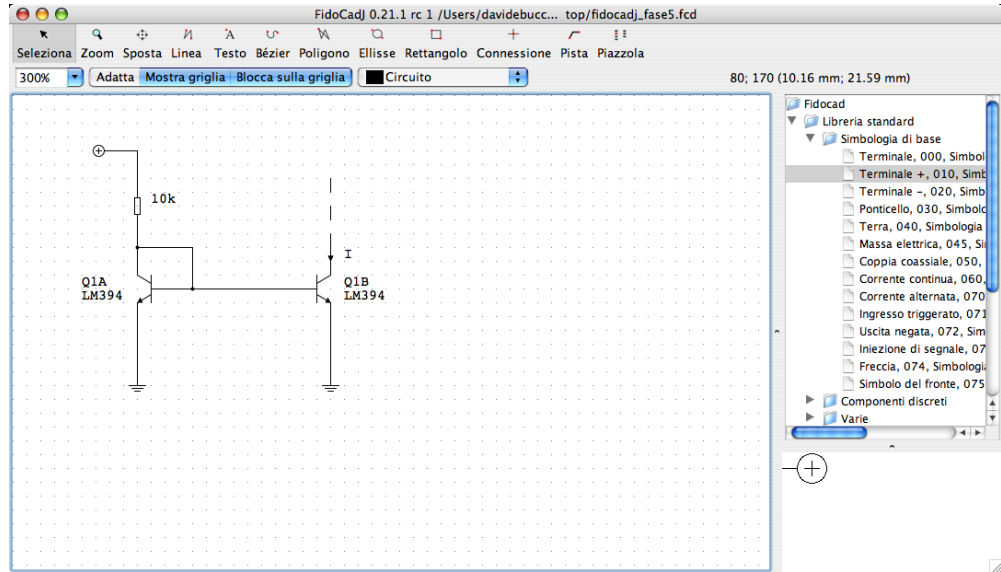 FidoCadJ 0.21.1 rc 1 /Users/davidebucc... top/fidocadj_fase5.fcd
Seleziona Zoom Sposta Linea Testo Bézier Poligono Ellisse Rettangolo Connessione Pista Piazzola
300% Adatta Mostra griglia Blocca sulla griglia Circuito 80; 170 (10.16 mm; 21.59 mm)
Fidocad
Libreria standard
Simbologia di base
Terminale, 000, Simbol
Terminale +, 010, Simb
Terminale -, 020, Simb
Ponticello, 030, Simbolo
Terra, 040, Simbologia
Massa elettrica, 045, Si
Coppia coassiale, 050,
Corrente continua, 060,
Corrente alternata, 070
Ingresso triggerato, 071
Uscita negata, 072, Sim
Iniezione di segnale, 07
Freccia, 074, Simbologi
Simbolo del fronte, 075
Componenti discreti
Varie
10k
I
Q1A
LM394
Q1B
LM394